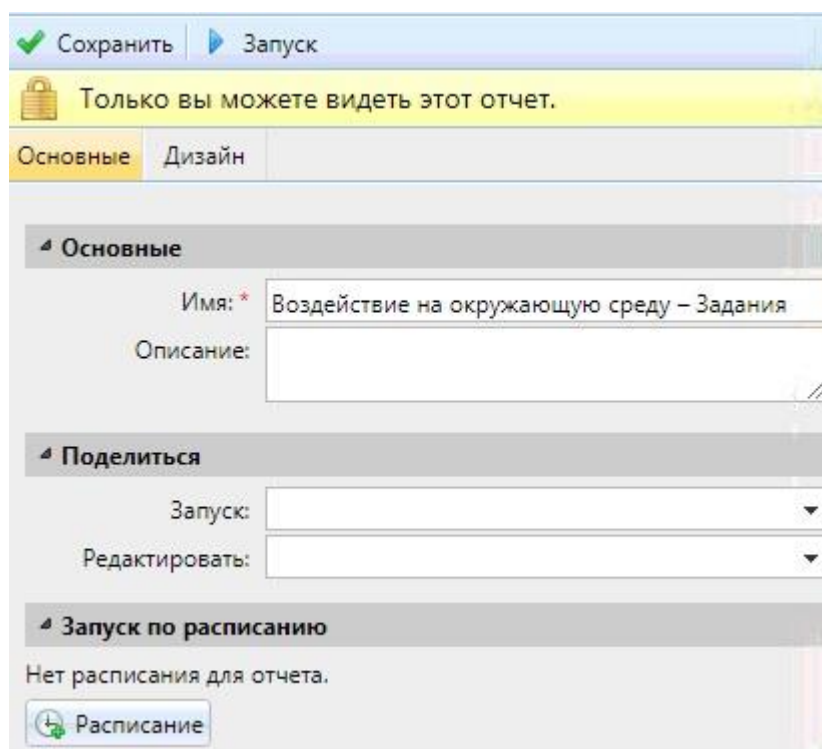 Сохранить Запуск
Только вы можете видеть этот отчет.
Основные Дизайн
Основные
Имя: * Воздействие на окружающую среду – Задания
Описание:
Поделиться
Запуск:
Редактировать:
Запуск по расписанию
Нет расписания для отчета.
Расписание